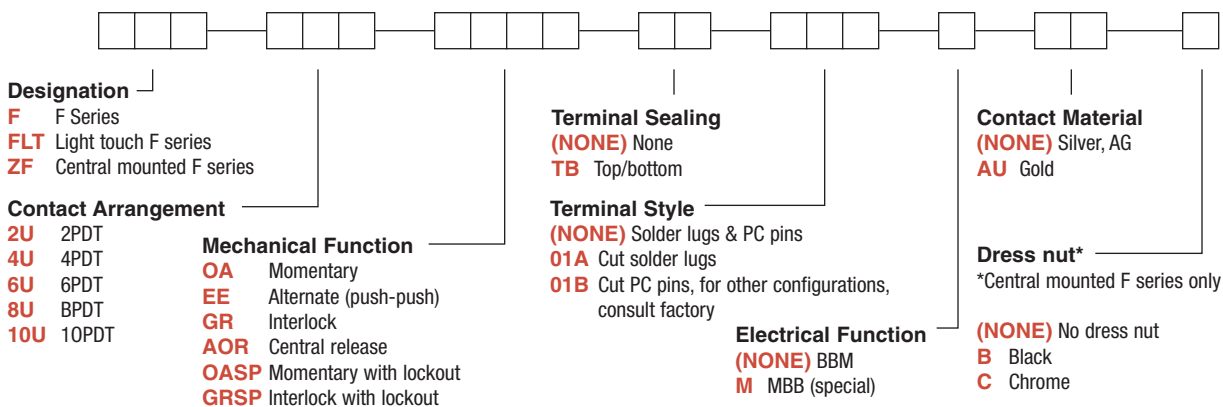 Designation
F F Series
FLT Light touch F series
ZF Central mounted F series
Contact Arrangement
2U 2PDT
4U 4PDT
6U 6PDT
8U BPDT
10U 10PDT
Mechanical Function
OA Momentary
EE Alternate (push-push)
GR Interlock
AOR Central release
OASP Momentary with lockout
GRSP Interlock with lockout
Terminal Sealing
(NONE) None
TB Top/bottom
Terminal Style
(NONE) Solder lugs & PC pins
01A Cut solder lugs
01B Cut PC pins, for other configurations,
consult factory
Electrical Function
(NONE) BBM
M MBB (special)
Contact Material
(NONE) Silver, AG
AU Gold
Dress nut*
*Central mounted F series only
(NONE) No dress nut
B Black
C Chrome